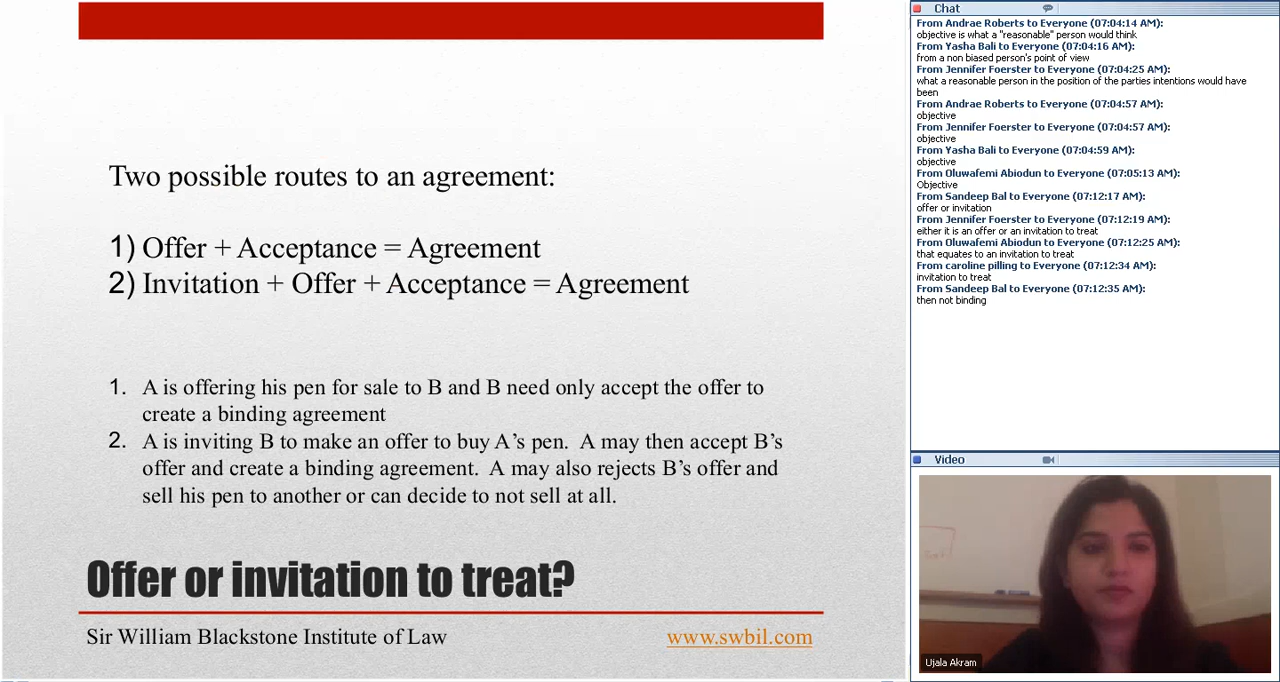 Two possible routes to an agreement:
1) Offer + Acceptance = Agreement
2) Invitation + Offer + Acceptance = Agreement
1. A is offering his pen for sale to B and B need only accept the offer to
create a binding agreement
2. A is inviting B to make an offer to buy A's pen. A may then accept B's
offer and create a binding agreement. A may also rejects B's offer and
sell his pen to another or can decide to not sell at all.
Offer or invitation to treat?
Sir William Blackstone Institute of Law
www.swbil.com
Chat
From Andrae Roberts to Everyone (07:04:14 AM):
objective is what a "reasonable" person would think
From Yasha Bali to Everyone (07:04:16 AM):
from a non biased person's point of view
From Jennifer Foerster to Everyone (07:04:25 AM):
what a reasonable person in the position of the parties intentions would have
been
From Andrae Roberts to Everyone (07:04:57 AM):
objective
From Jennifer Foerster to Everyone (07:04:57 AM):
objective
From Yasha Bali to Everyone (07:04:59 AM):
objective
From Oluwafemi Abiodun to Everyone (07:05:13 AM):
Objective
From Sandeep Bal to Everyone (07:12:17 AM):
offer or invitation
From Jennifer Foerster to Everyone (07:12:19 AM):
either it is an offer or an invitation to treat
From Oluwafemi Abiodun to Everyone (07:12:25 AM):
that equates to an invitation to treat
From caroline pilling to Everyone (07:12:34 AM):
invitation to treat
From Sandeep Bal to Everyone (07:12:35 AM):
then not binding
Video
Ujala Akram